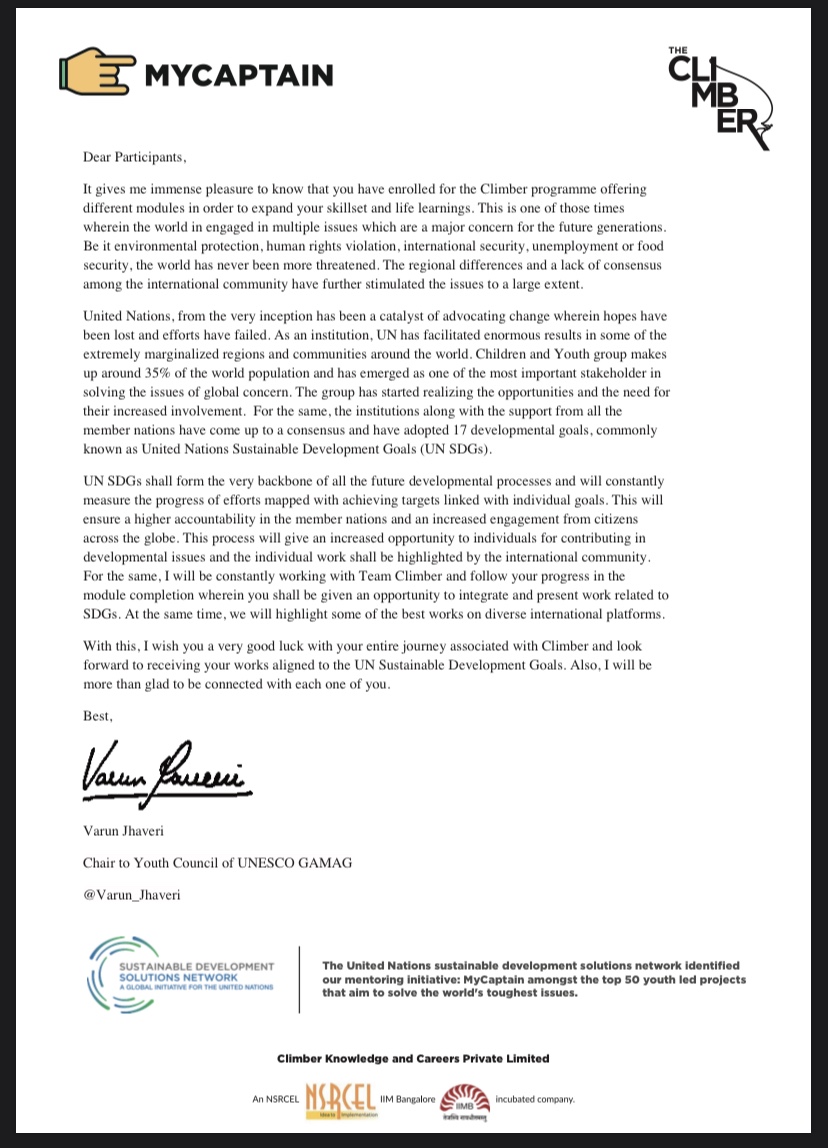 MYCAPTAIN
THE
CLI
MB
ER
Dear Participants,
It gives me immense pleasure to know that you have enrolled for the Climber programme offering
different modules in order to expand your skillset and life learnings. This is one of those times
wherein the world in engaged in multiple issues which are a major concern for the future generations.
Be it environmental protection, human rights violation, international security, unemployment or food
security, the world has never been more threatened. The regional differences and a lack of consensus
among the international community have further stimulated the issues to a large extent.
United Nations, from the very inception has been a catalyst of advocating change wherein hopes have
been lost and efforts have failed. As an institution, UN has facilitated enormous results in some of the
extremely marginalized regions and communities around the world. Children and Youth group makes
up around 35% of the world population and has emerged as one of the most important stakeholder in
solving the issues of global concern. The group has started realizing the opportunities and the need for
their increased involvement.  For the same, the institutions along with the support from all the
member nations have come up to a consensus and have adopted 17 developmental goals, commonly
known as United Nations Sustainable Development Goals (UN SDGs).
UN SDGs shall form the very backbone of all the future developmental processes and will constantly
measure the progress of efforts mapped with achieving targets linked with individual goals. This will
ensure a higher accountability in the member nations and an increased engagement from citizens
across the globe. This process will give an increased opportunity to individuals for contributing in
developmental issues and the individual work shall be highlighted by the international community.
For the same, I will be constantly working with Team Climber and follow your progress in the
module completion wherein you shall be given an opportunity to integrate and present work related to
SDGs. At the same time, we will highlight some of the best works on diverse international platforms.
With this, I wish you a very good luck with your entire journey associated with Climber and look
forward to receiving your works aligned to the UN Sustainable Development Goals. Also, I will be
more than glad to be connected with each one of you.
Best,
Varun Jhaveri
Varun Jhaveri
Chair to Youth Council of UNESCO GAMAG
@Varun_Jhaveri
SUSTAINABLE DEVELOPMENT
SOLUTIONS NETWORK
A GLOBAL INITIATIVE FOR THE UNITED NATIONS
The United Nations sustainable development solutions network identified
our mentoring initiative: MyCaptain amongst the top 50 youth led projects
that aim to solve the world's toughest issues.
Climber Knowledge and Careers Private Limited
An NSRCEL NSRCEL IIM Bangalore IIMB incubated company.